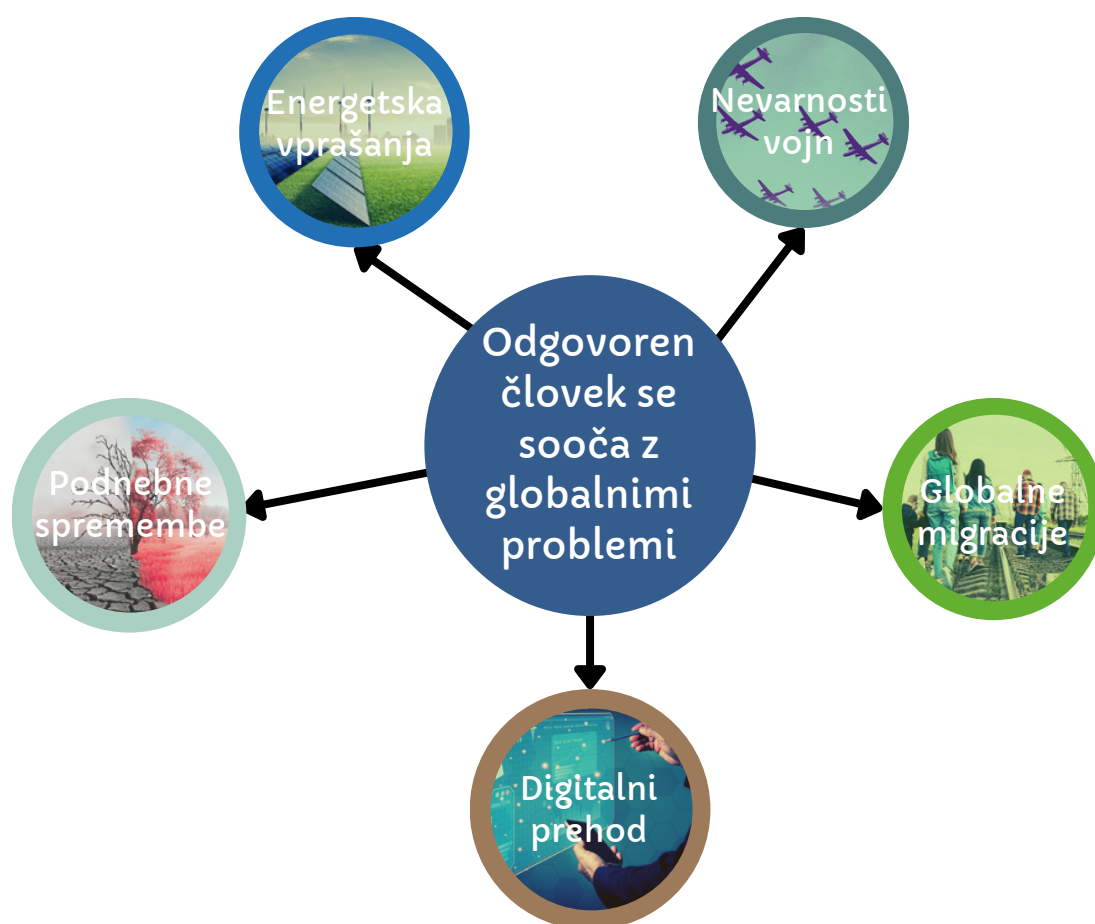 Energetska
vprašanja
Nevarnosti
vojn
Odgovoren
človek se
sooča z
globalnimi
problemi
Podnebne
spremembe
Globalne
migracije
Digitalni
prehod